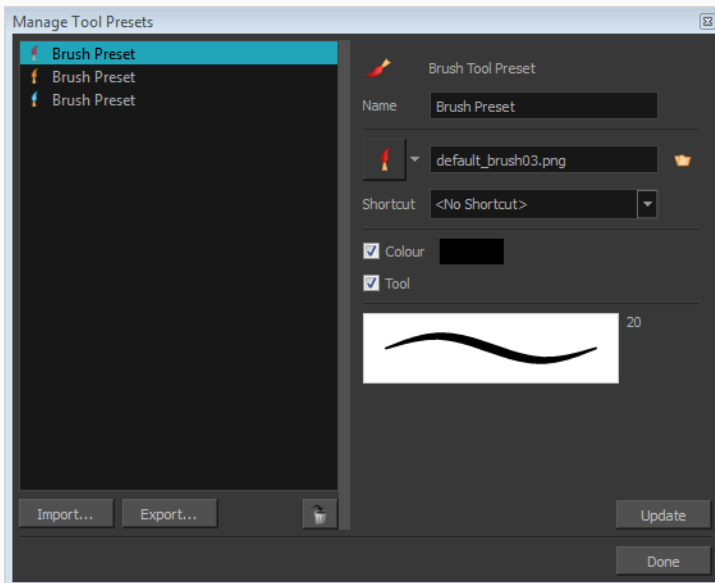 Manage Tool Presets
Brush Preset
Brush Preset
Brush Preset
Brush Tool Preset
Name Brush Preset
default_brush03.png
Shortcut <No Shortcut>
Colour
Tool
20
Import... Export...
Update
Done